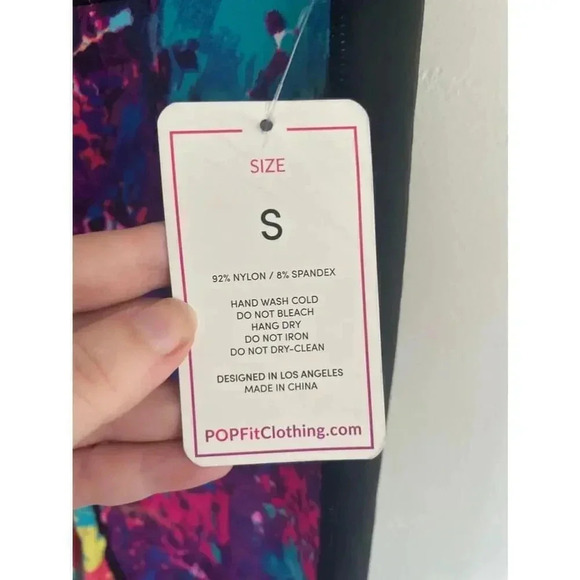 SIZE
S
92% NYLON / 8% SPANDEX
HAND WASH COLD
DO NOT BLEACH
HANG DRY
DO NOT IRON
DO NOT DRY-CLEAN
DESIGNED IN LOS ANGELES
MADE IN CHINA
POPFitClothing.com